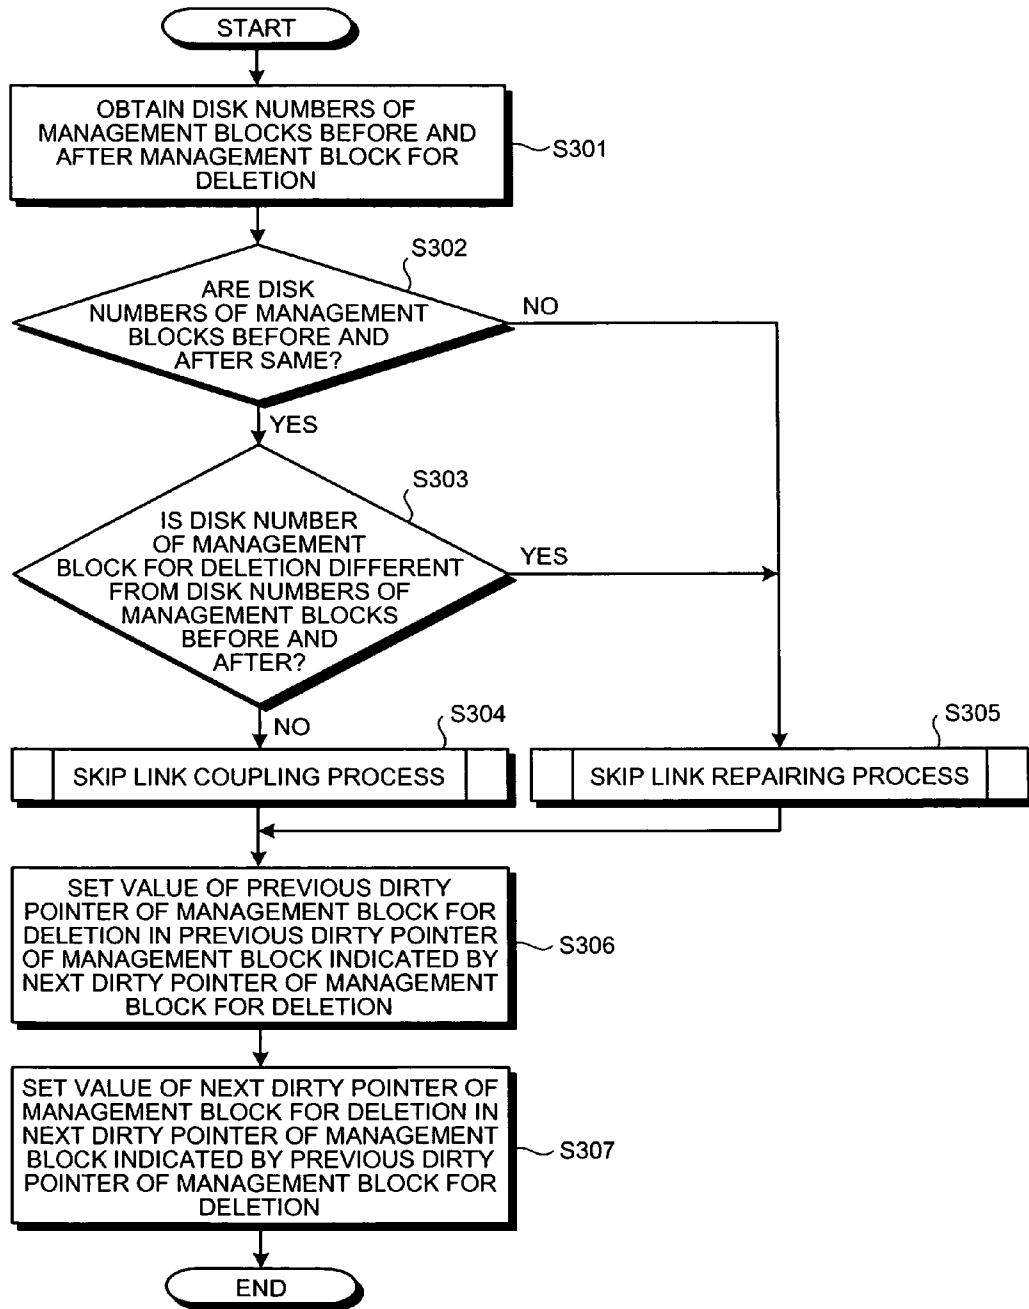 START
OBTAIN DISK NUMBERS OF
MANAGEMENT BLOCKS BEFORE AND
AFTER MANAGEMENT BLOCK FOR
DELETION
S301
S302
ARE DISK
NUMBERS OF MANAGEMENT
BLOCKS BEFORE AND
AFTER SAME?
NO
YES
S303
IS DISK NUMBER
OF MANAGEMENT
BLOCK FOR DELETION DIFFERENT
FROM DISK NUMBERS OF
MANAGEMENT BLOCKS
BEFORE AND
AFTER?
YES
NO
S304
SKIP LINK COUPLING PROCESS
S305
SKIP LINK REPAIRING PROCESS
SET VALUE OF PREVIOUS DIRTY
POINTER OF MANAGEMENT BLOCK FOR
DELETION IN PREVIOUS DIRTY POINTER
OF MANAGEMENT BLOCK INDICATED BY
NEXT DIRTY POINTER OF MANAGEMENT
BLOCK FOR DELETION
S306
SET VALUE OF NEXT DIRTY POINTER OF
MANAGEMENT BLOCK FOR DELETION IN
NEXT DIRTY POINTER OF MANAGEMENT
BLOCK INDICATED BY PREVIOUS DIRTY
POINTER OF MANAGEMENT BLOCK FOR
DELETION
S307
END